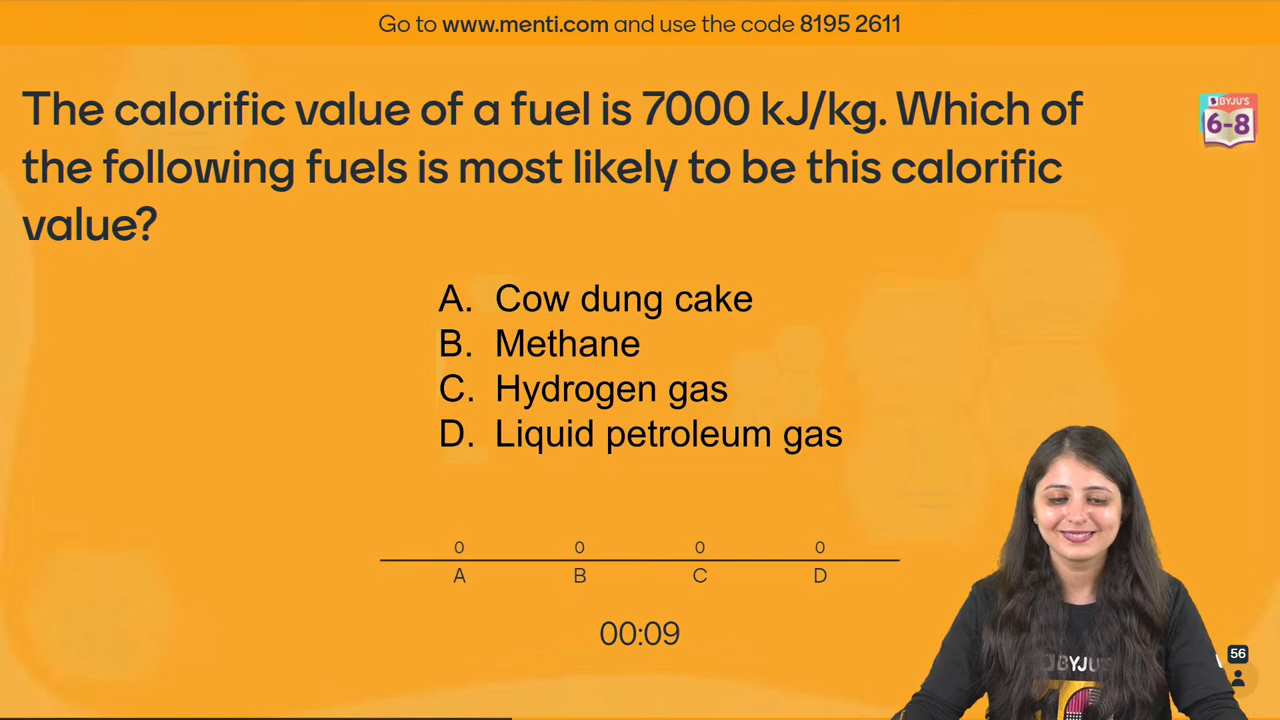 Go to www.menti.com and use the code 8195 2611
The calorific value of a fuel is 7000 kJ/kg. Which of
the following fuels is most likely to be this calorific
value?
BYJU'S
6-8
A. Cow dung cake
B. Methane
C. Hydrogen gas
D. Liquid petroleum gas
0 0 0 0
A B C D
00:09
56
BYJU'S